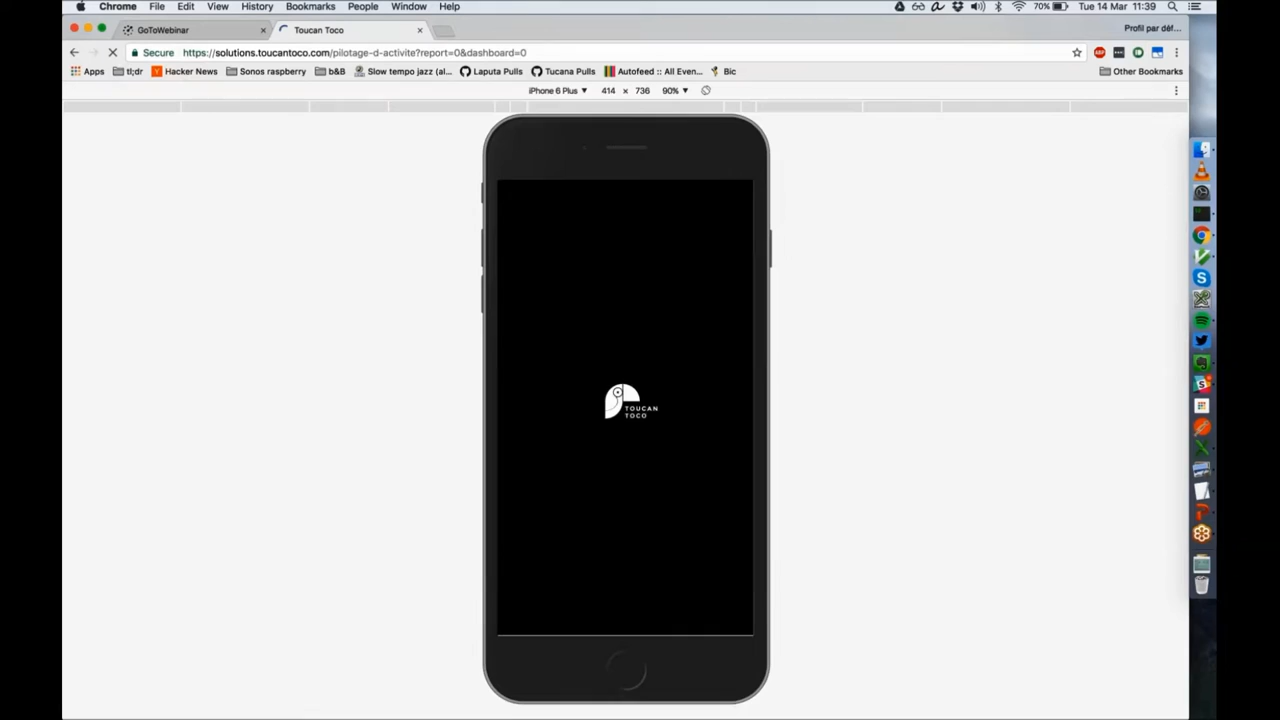 Chrome File Edit View History Bookmarks People Window Help 70% Tue 14 Mar 11:39
GoToWebinar Toucan Toco Profil par déf...
Secure https://solutions.toucantoco.com/pilotage-d-activite?report=0&dashboard=0
Apps tl;dr Hacker News Sonos raspberry b&B Slow tempo jazz (al... Laputa Pulls Tucana Pulls Autofeed :: All Even... Bic Other Bookmarks
iPhone 6 Plus 414 × 736 90%
TOUCAN
TOCO